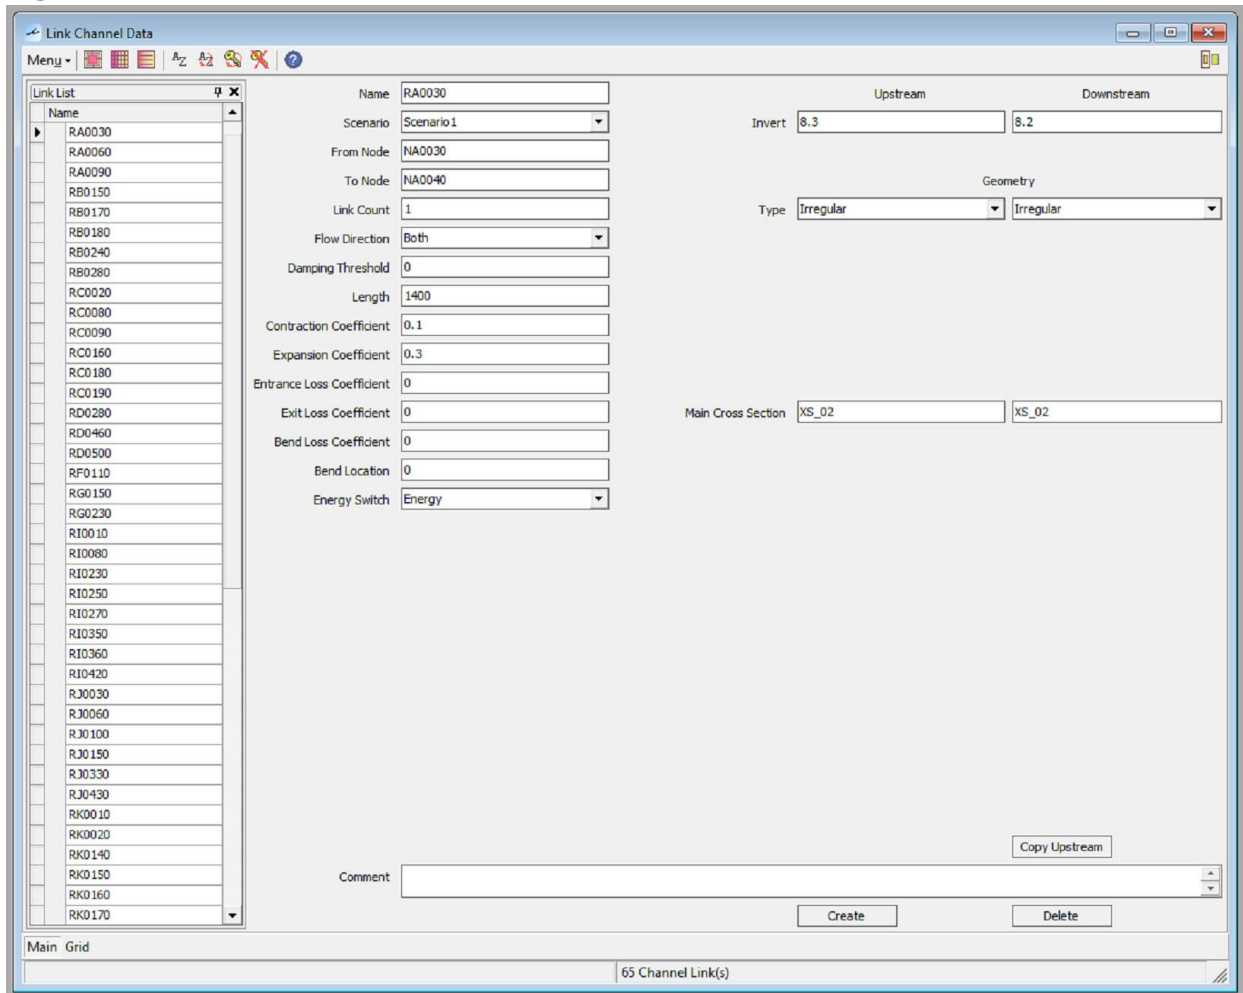 Link Channel Data
Menu
Link List
Name
RA0030
RA0060
RA0090
RB0150
RB0170
RB0180
RB0240
RB0280
RC0020
RC0080
RC0090
RC0160
RC0180
RC0190
RD0280
RD0460
RD0500
RF0110
RG0150
RG0230
RI0010
RI0080
RI0230
RI0250
RI0270
RI0350
RI0360
RI0420
RJ0030
RJ0060
RJ0100
RJ0150
RJ0330
RJ0430
RK0010
RK0020
RK0140
RK0150
RK0160
RK0170
Name RA0030
Scenario Scenario1
From Node NA0030
To Node NA0040
Link Count 1
Flow Direction Both
Damping Threshold 0
Length 1400
Contraction Coefficient 0.1
Expansion Coefficient 0.3
Entrance Loss Coefficient 0
Exit Loss Coefficient 0
Bend Loss Coefficient 0
Bend Location 0
Energy Switch Energy
Upstream Downstream
Invert 8.3 8.2
Geometry
Type Irregular Irregular
Main Cross Section XS_02 XS_02
Copy Upstream
Comment
Create Delete
Main Grid
65 Channel Link(s)